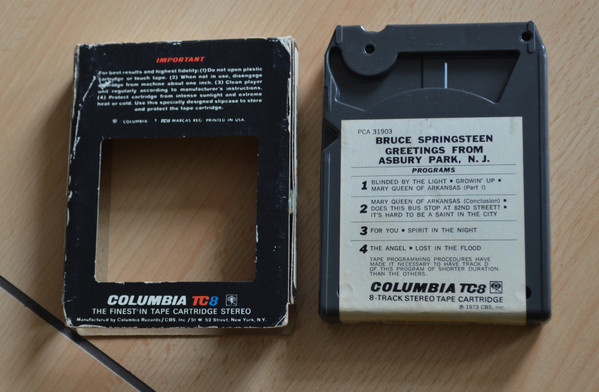 IMPORTANT
For best results and highest fidelity: (1) Do not open plastic
cartridge or touch tape. (2) When not in use, disengage
cartridge from machine about one inch. (3) Clean player
unit regularly according to manufacturer's instructions.
(4) Protect cartridge from intense sunlight and extreme
heat or cold. Use this specially designed slipcase to store
and protect the tape cartridge.
® COLUMBIA MARCAS REG. PRINTED IN U.S.A.
COLUMBIA TC8
THE FINEST IN TAPE CARTRIDGE STEREO
Manufactured by Columbia Records/CBS, Inc./51 W. 52 Street, New York, N.Y.
PCA 31903
BRUCE SPRINGSTEEN
GREETINGS FROM
ASBURY PARK, N. J.
PROGRAMS
1 BLINDED BY THE LIGHT • GROWIN' UP •
MARY QUEEN OF ARKANSAS (Part I)
2 MARY QUEEN OF ARKANSAS (Conclusion) •
DOES THIS BUS STOP AT 82ND STREET? •
IT'S HARD TO BE A SAINT IN THE CITY
3 FOR YOU • SPIRIT IN THE NIGHT
4 THE ANGEL • LOST IN THE FLOOD
TAPE PROGRAMMING PROCEDURES HAVE
MADE IT NECESSARY TO HAVE TRACK D
OF THIS PROGRAM OF SHORTER DURATION
THAN THE OTHERS.
COLUMBIA TC8
8-TRACK STEREO TAPE CARTRIDGE
℗ 1973 CBS, Inc.